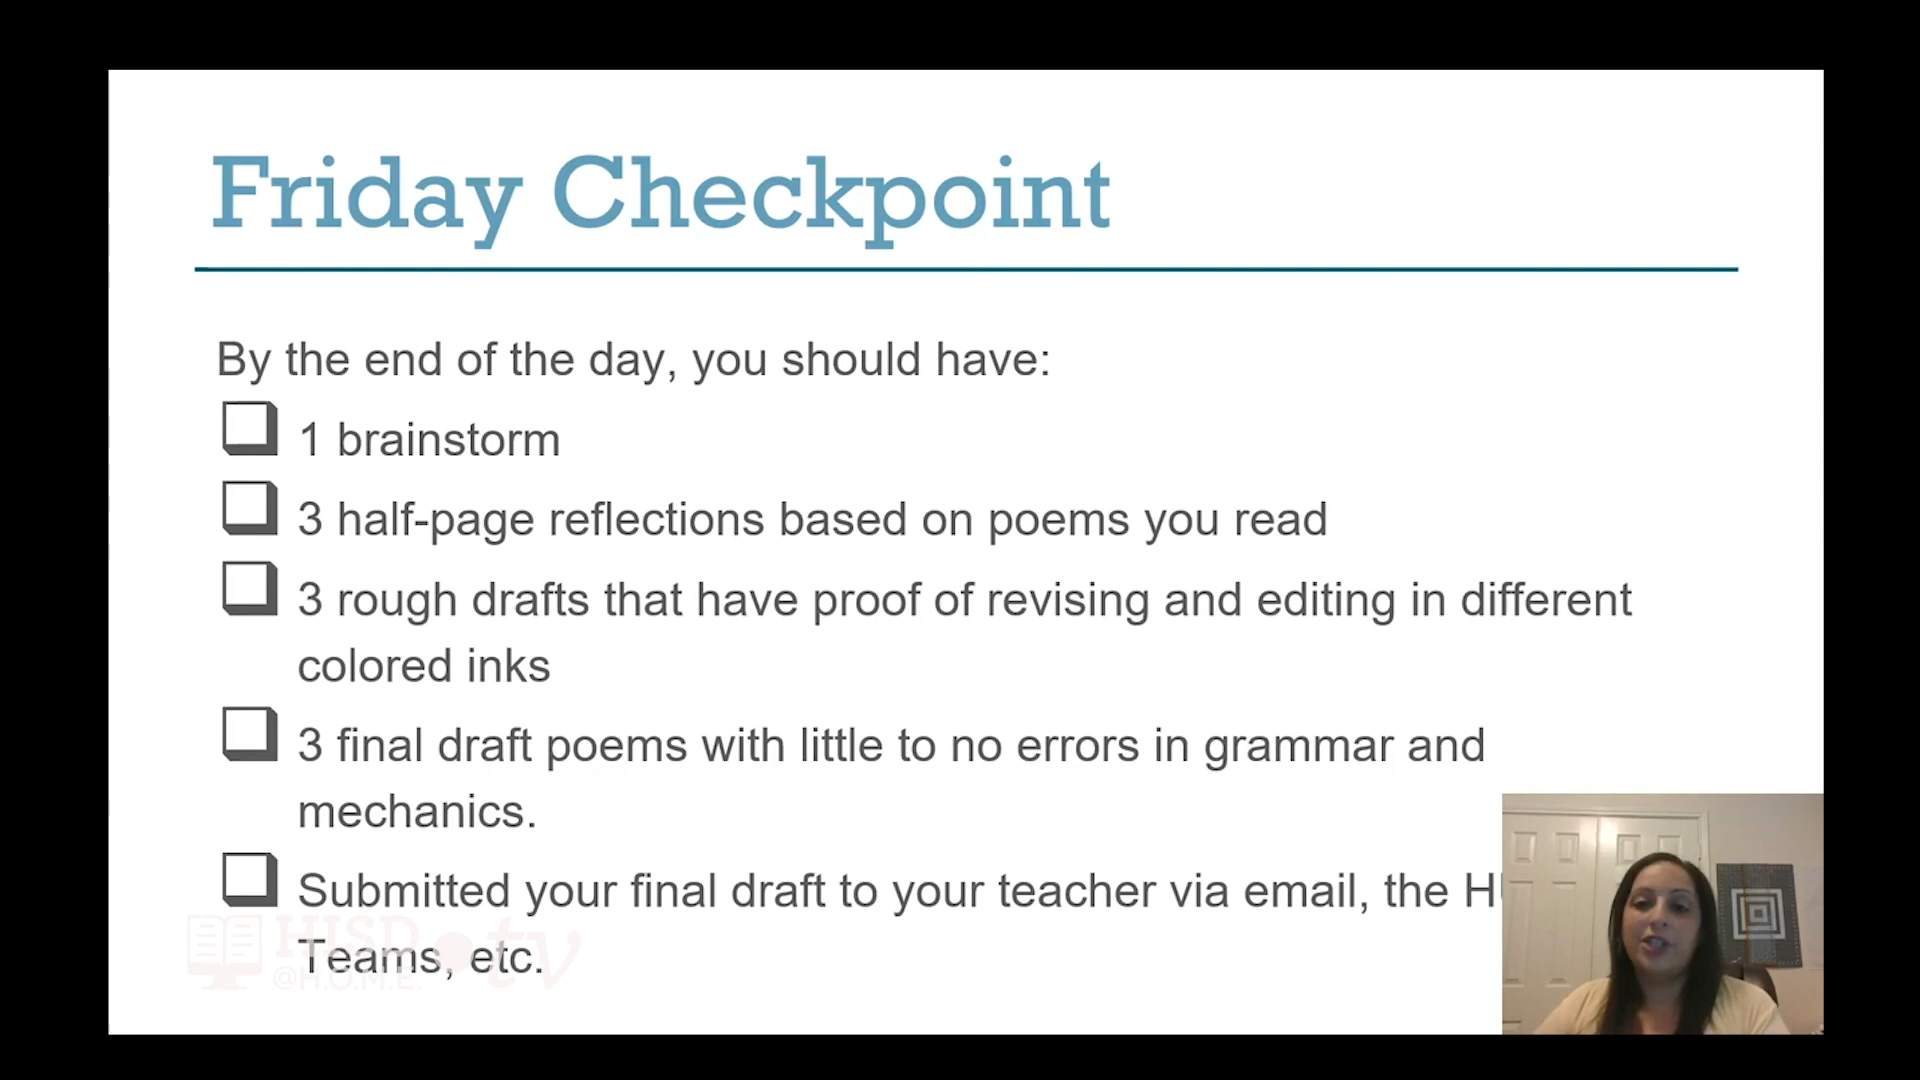 Friday Checkpoint
By the end of the day, you should have:
1 brainstorm
3 half-page reflections based on poems you read
3 rough drafts that have proof of revising and editing in different
colored inks
3 final draft poems with little to no errors in grammar and
mechanics.
Submitted your final draft to your teacher via email, the
Teams, etc.
HISD tv
@H.O.M.E.